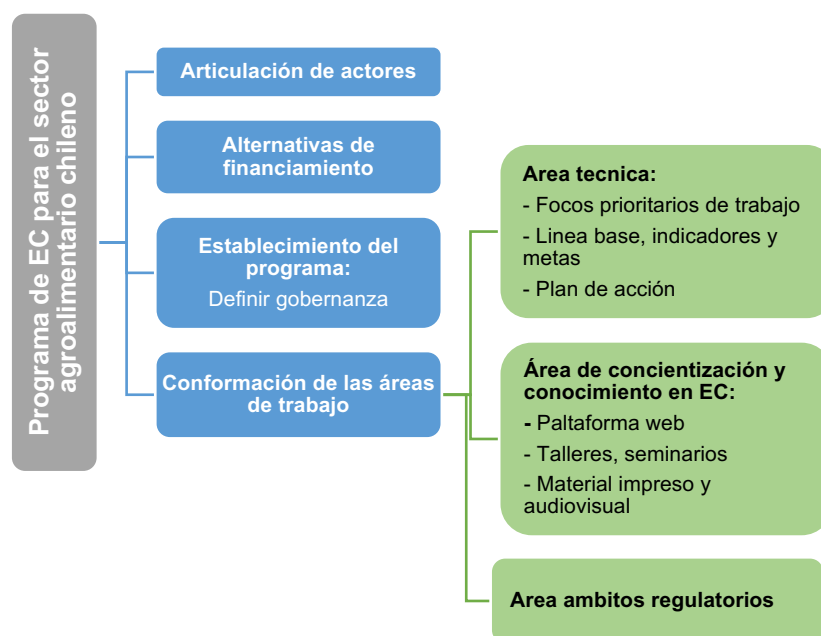 Programa de EC para el sector
agroalimentario chileno
Articulación de actores
Alternativas de
financiamiento
Establecimiento del
programa:
Definir gobernanza
Conformación de las áreas
de trabajo
Area tecnica:
- Focos prioritarios de trabajo
- Linea base, indicadores y
metas
- Plan de acción
Área de concientización y
conocimiento en EC:
- Paltaforma web
- Talleres, seminarios
- Material impreso y
audiovisual
Area ambitos regulatorios